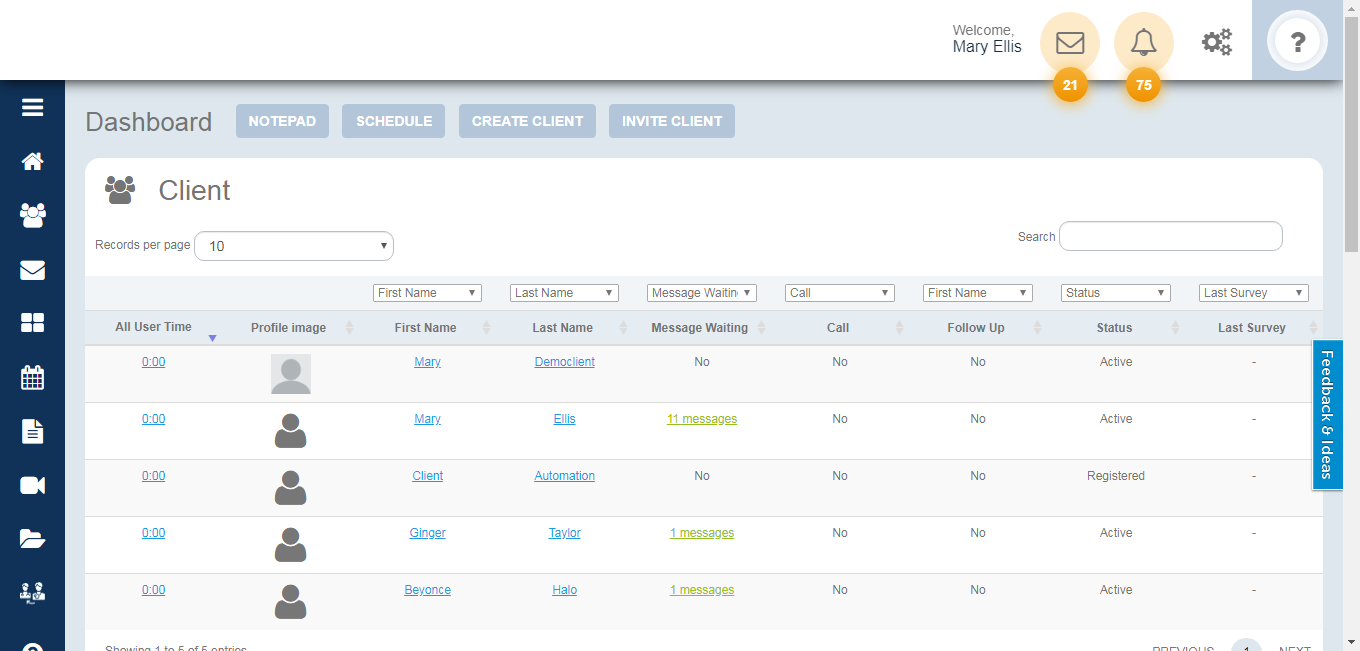 Welcome,
Mary Ellis
?
21
75
Dashboard
NOTEPAD
SCHEDULE
CREATE CLIENT
INVITE CLIENT
Client
Records per page 10
Search
First Name Last Name Message Waitin Call First Name Status Last Survey
All User Time Profile image First Name Last Name Message Waiting Call Follow Up Status Last Survey
0:00 Mary Democlient No No No Active -
0:00 Mary Ellis 11 messages No No Active -
0:00 Client Automation No No No Registered -
0:00 Ginger Taylor 1 messages No No Active -
0:00 Beyonce Halo 1 messages No No Active -
Showing 1 to 5 of 5 entries
PREVIOUS 1 NEXT
Feedback & Ideas